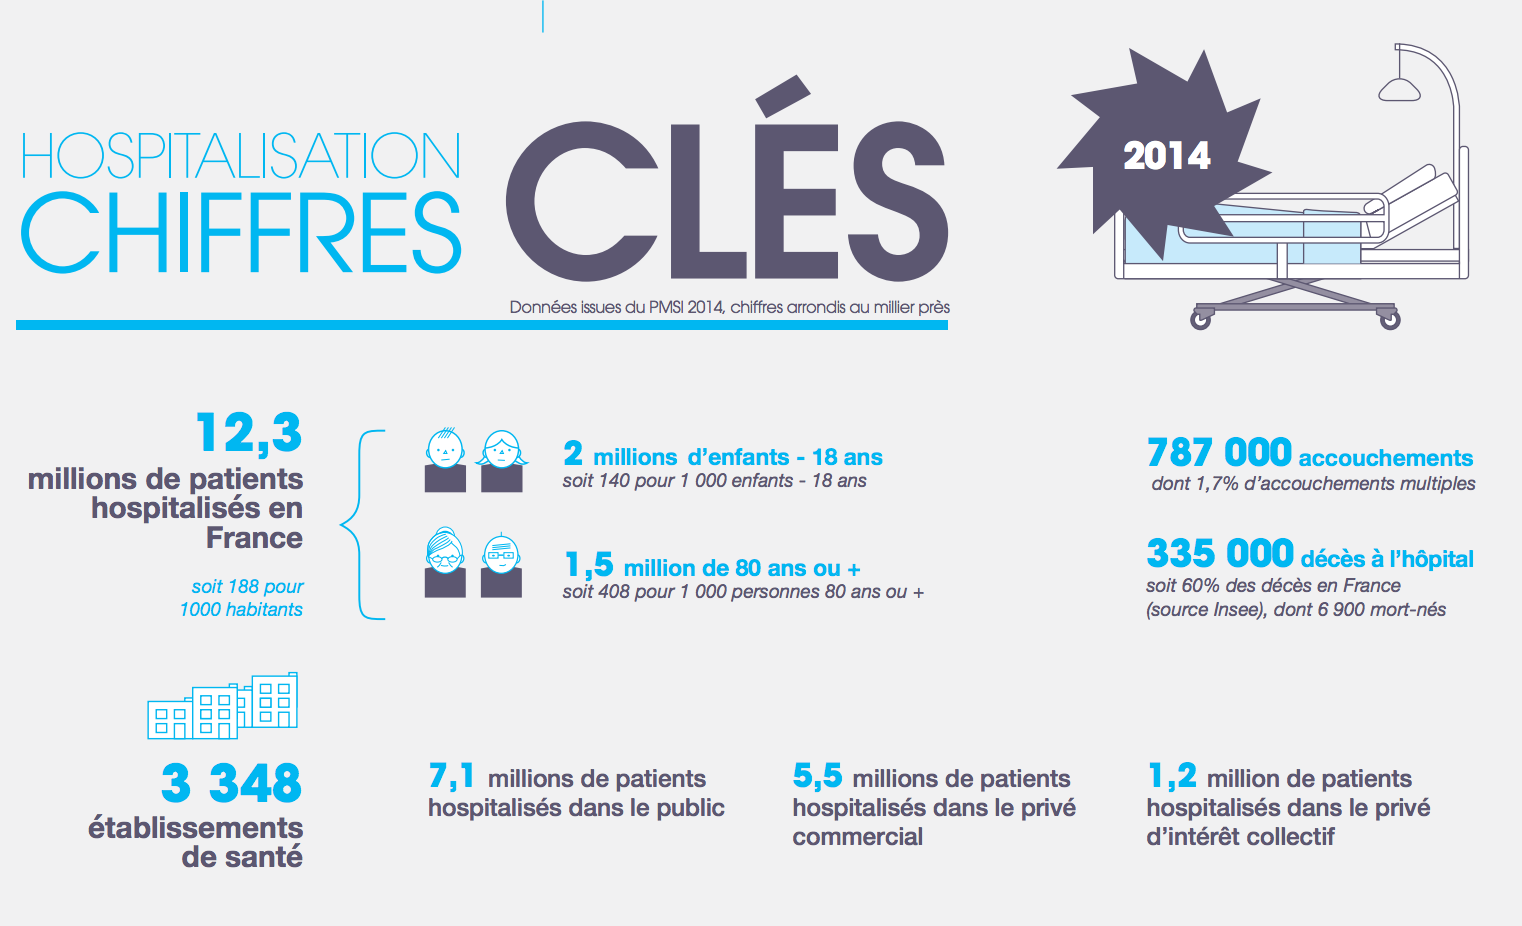 HOSPITALISATION
CHIFFRES
CLÉS
2014
Données issues du PMSI 2014, chiffres arrondis au millier près
12,3
millions de patients
hospitalisés en
France
soit 188 pour
1000 habitants
2 millions d’enfants - 18 ans
soit 140 pour 1 000 enfants - 18 ans
1,5 million de 80 ans ou +
soit 408 pour 1 000 personnes 80 ans ou +
787 000 accouchements
dont 1,7% d’accouchements multiples
335 000 décès à l’hôpital
soit 60% des décès en France
(source Insee), dont 6 900 mort-nés
3 348
établissements
de santé
7,1 millions de patients
hospitalisés dans le public
5,5 millions de patients
hospitalisés dans le privé
commercial
1,2 million de patients
hospitalisés dans le privé
d’intérêt collectif